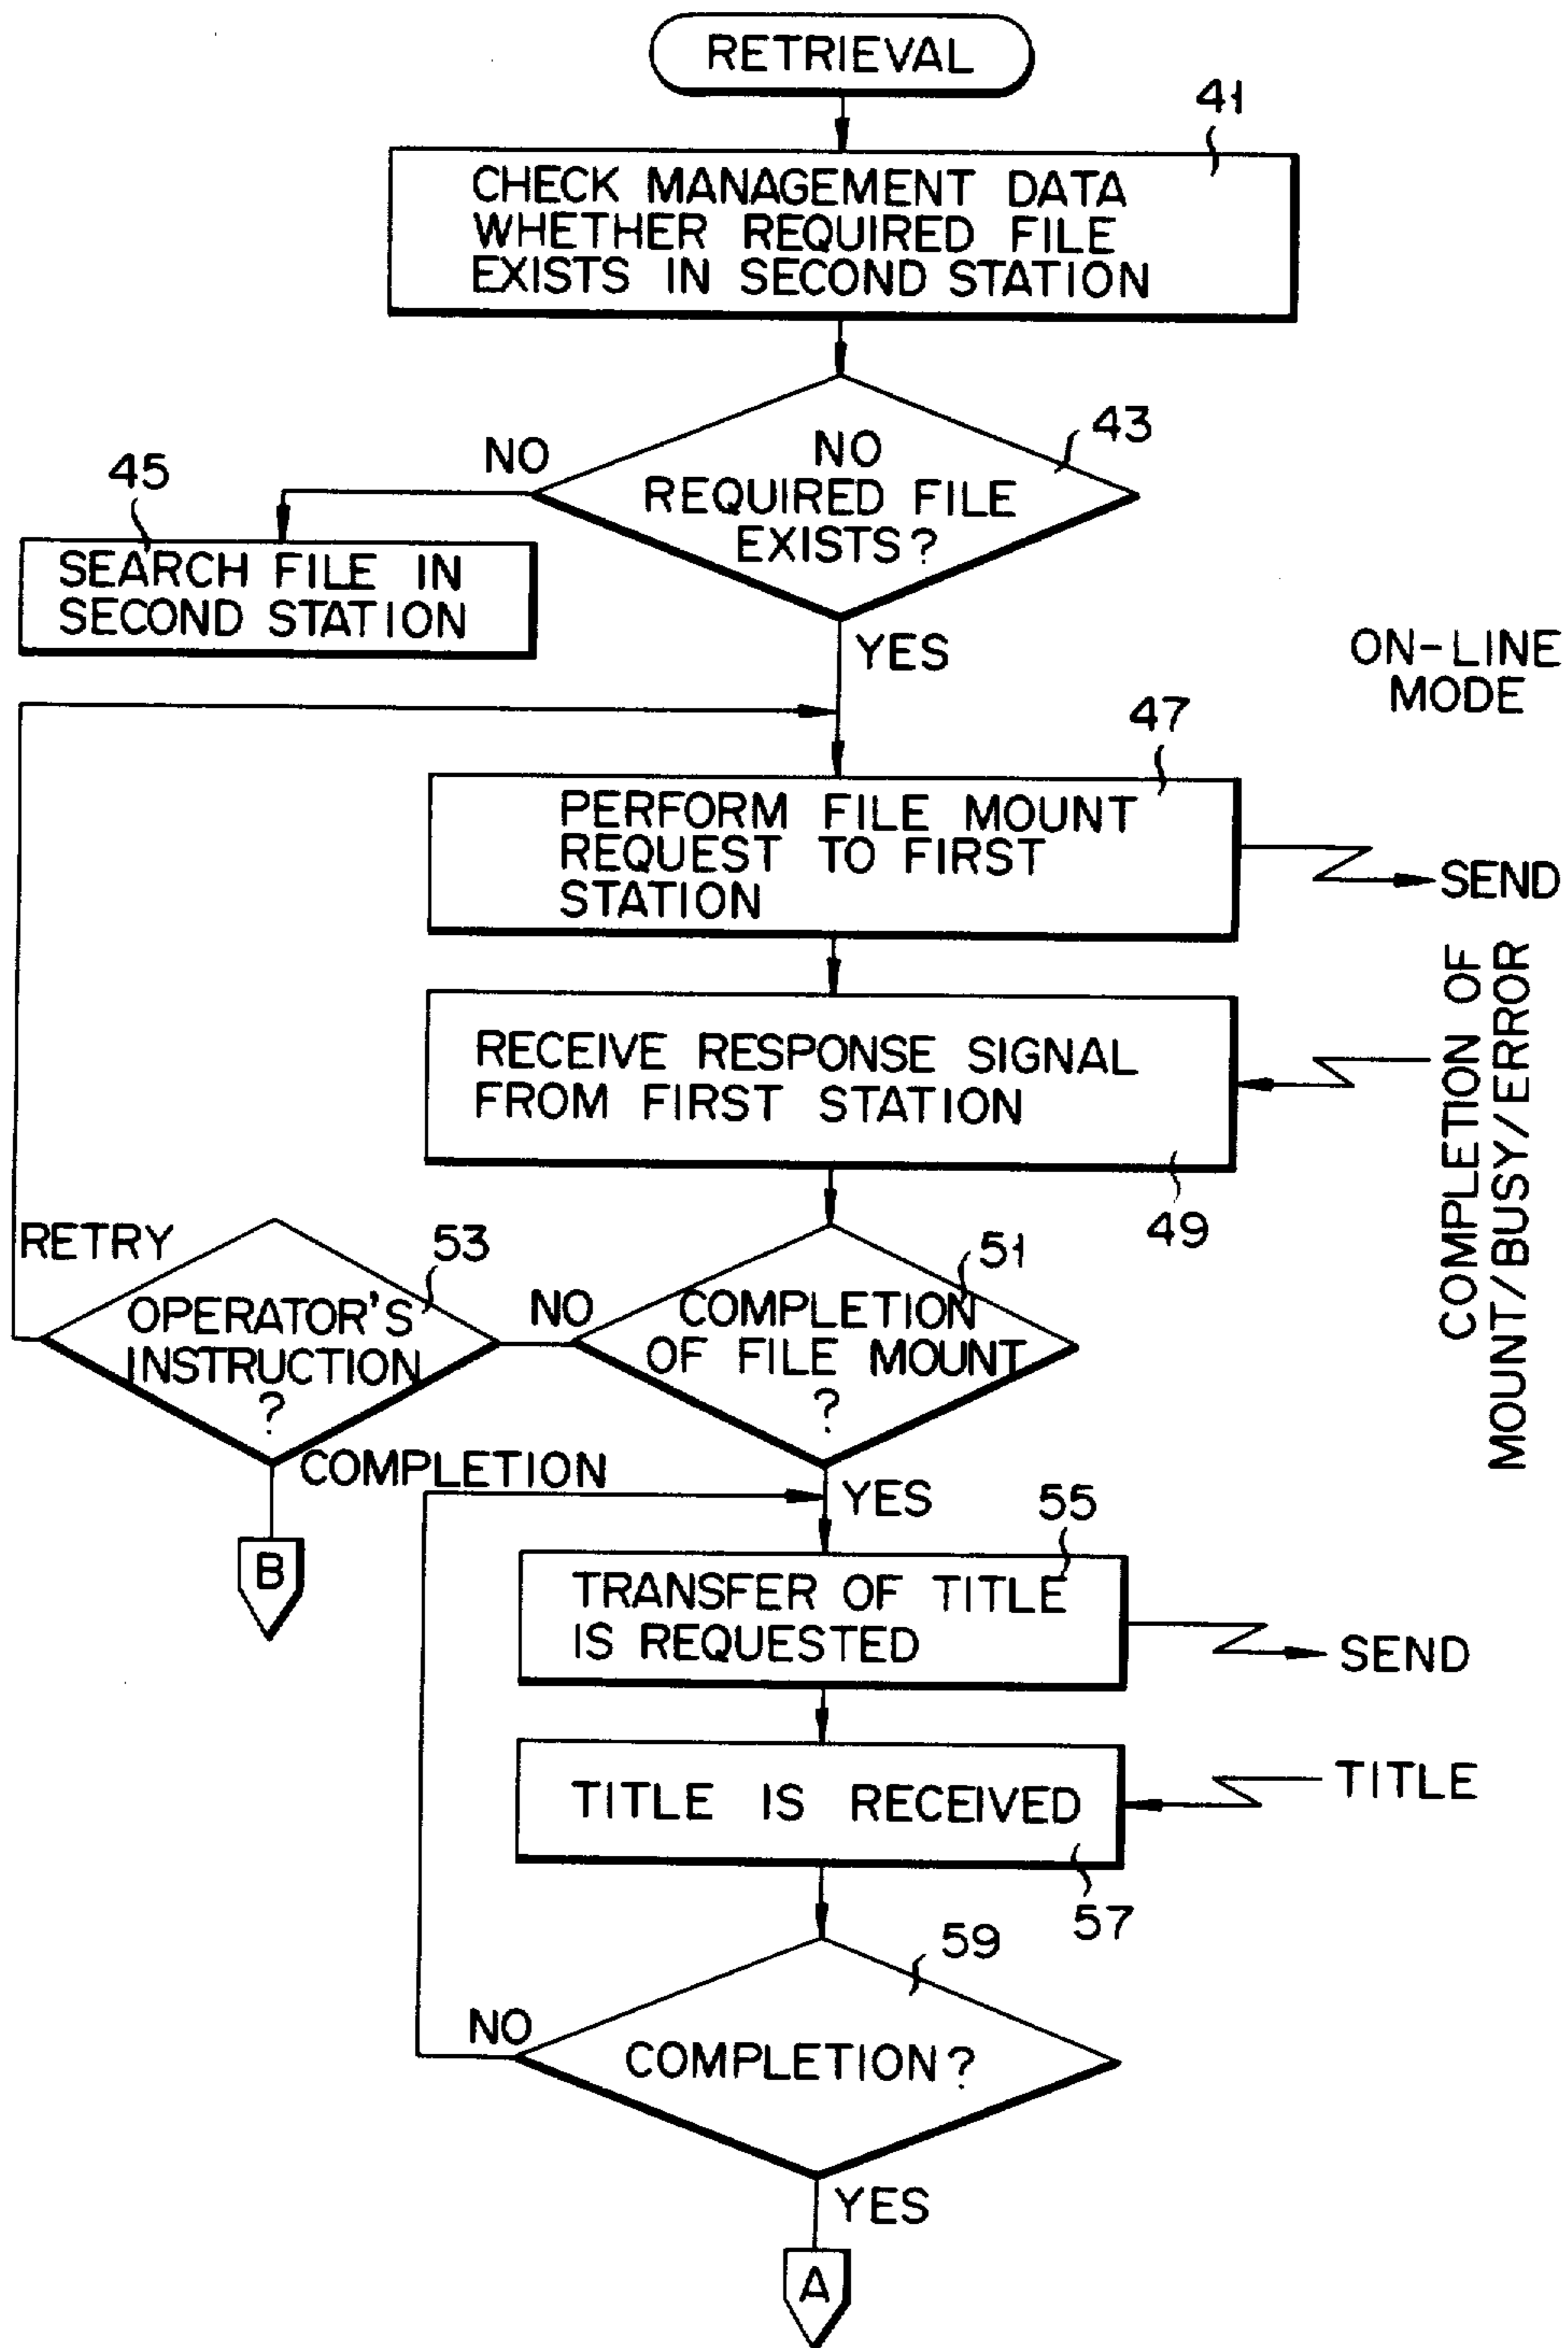 RETRIEVAL
41
CHECK MANAGEMENT DATA
WHETHER REQUIRED FILE
EXISTS IN SECOND STATION
43
NO
NO
REQUIRED FILE
EXISTS?
45
SEARCH FILE IN
SECOND STATION
YES
ON-LINE
MODE
47
PERFORM FILE MOUNT
REQUEST TO FIRST
STATION
SEND
RECEIVE RESPONSE SIGNAL
FROM FIRST STATION
COMPLETION OF
MOUNT/BUSY/ERROR
49
RETRY
53
OPERATOR'S
INSTRUCTION
?
NO
51
COMPLETION
OF FILE MOUNT
?
COMPLETION
B
YES
55
TRANSFER OF TITLE
IS REQUESTED
SEND
TITLE IS RECEIVED
TITLE
57
59
NO
COMPLETION?
YES
A